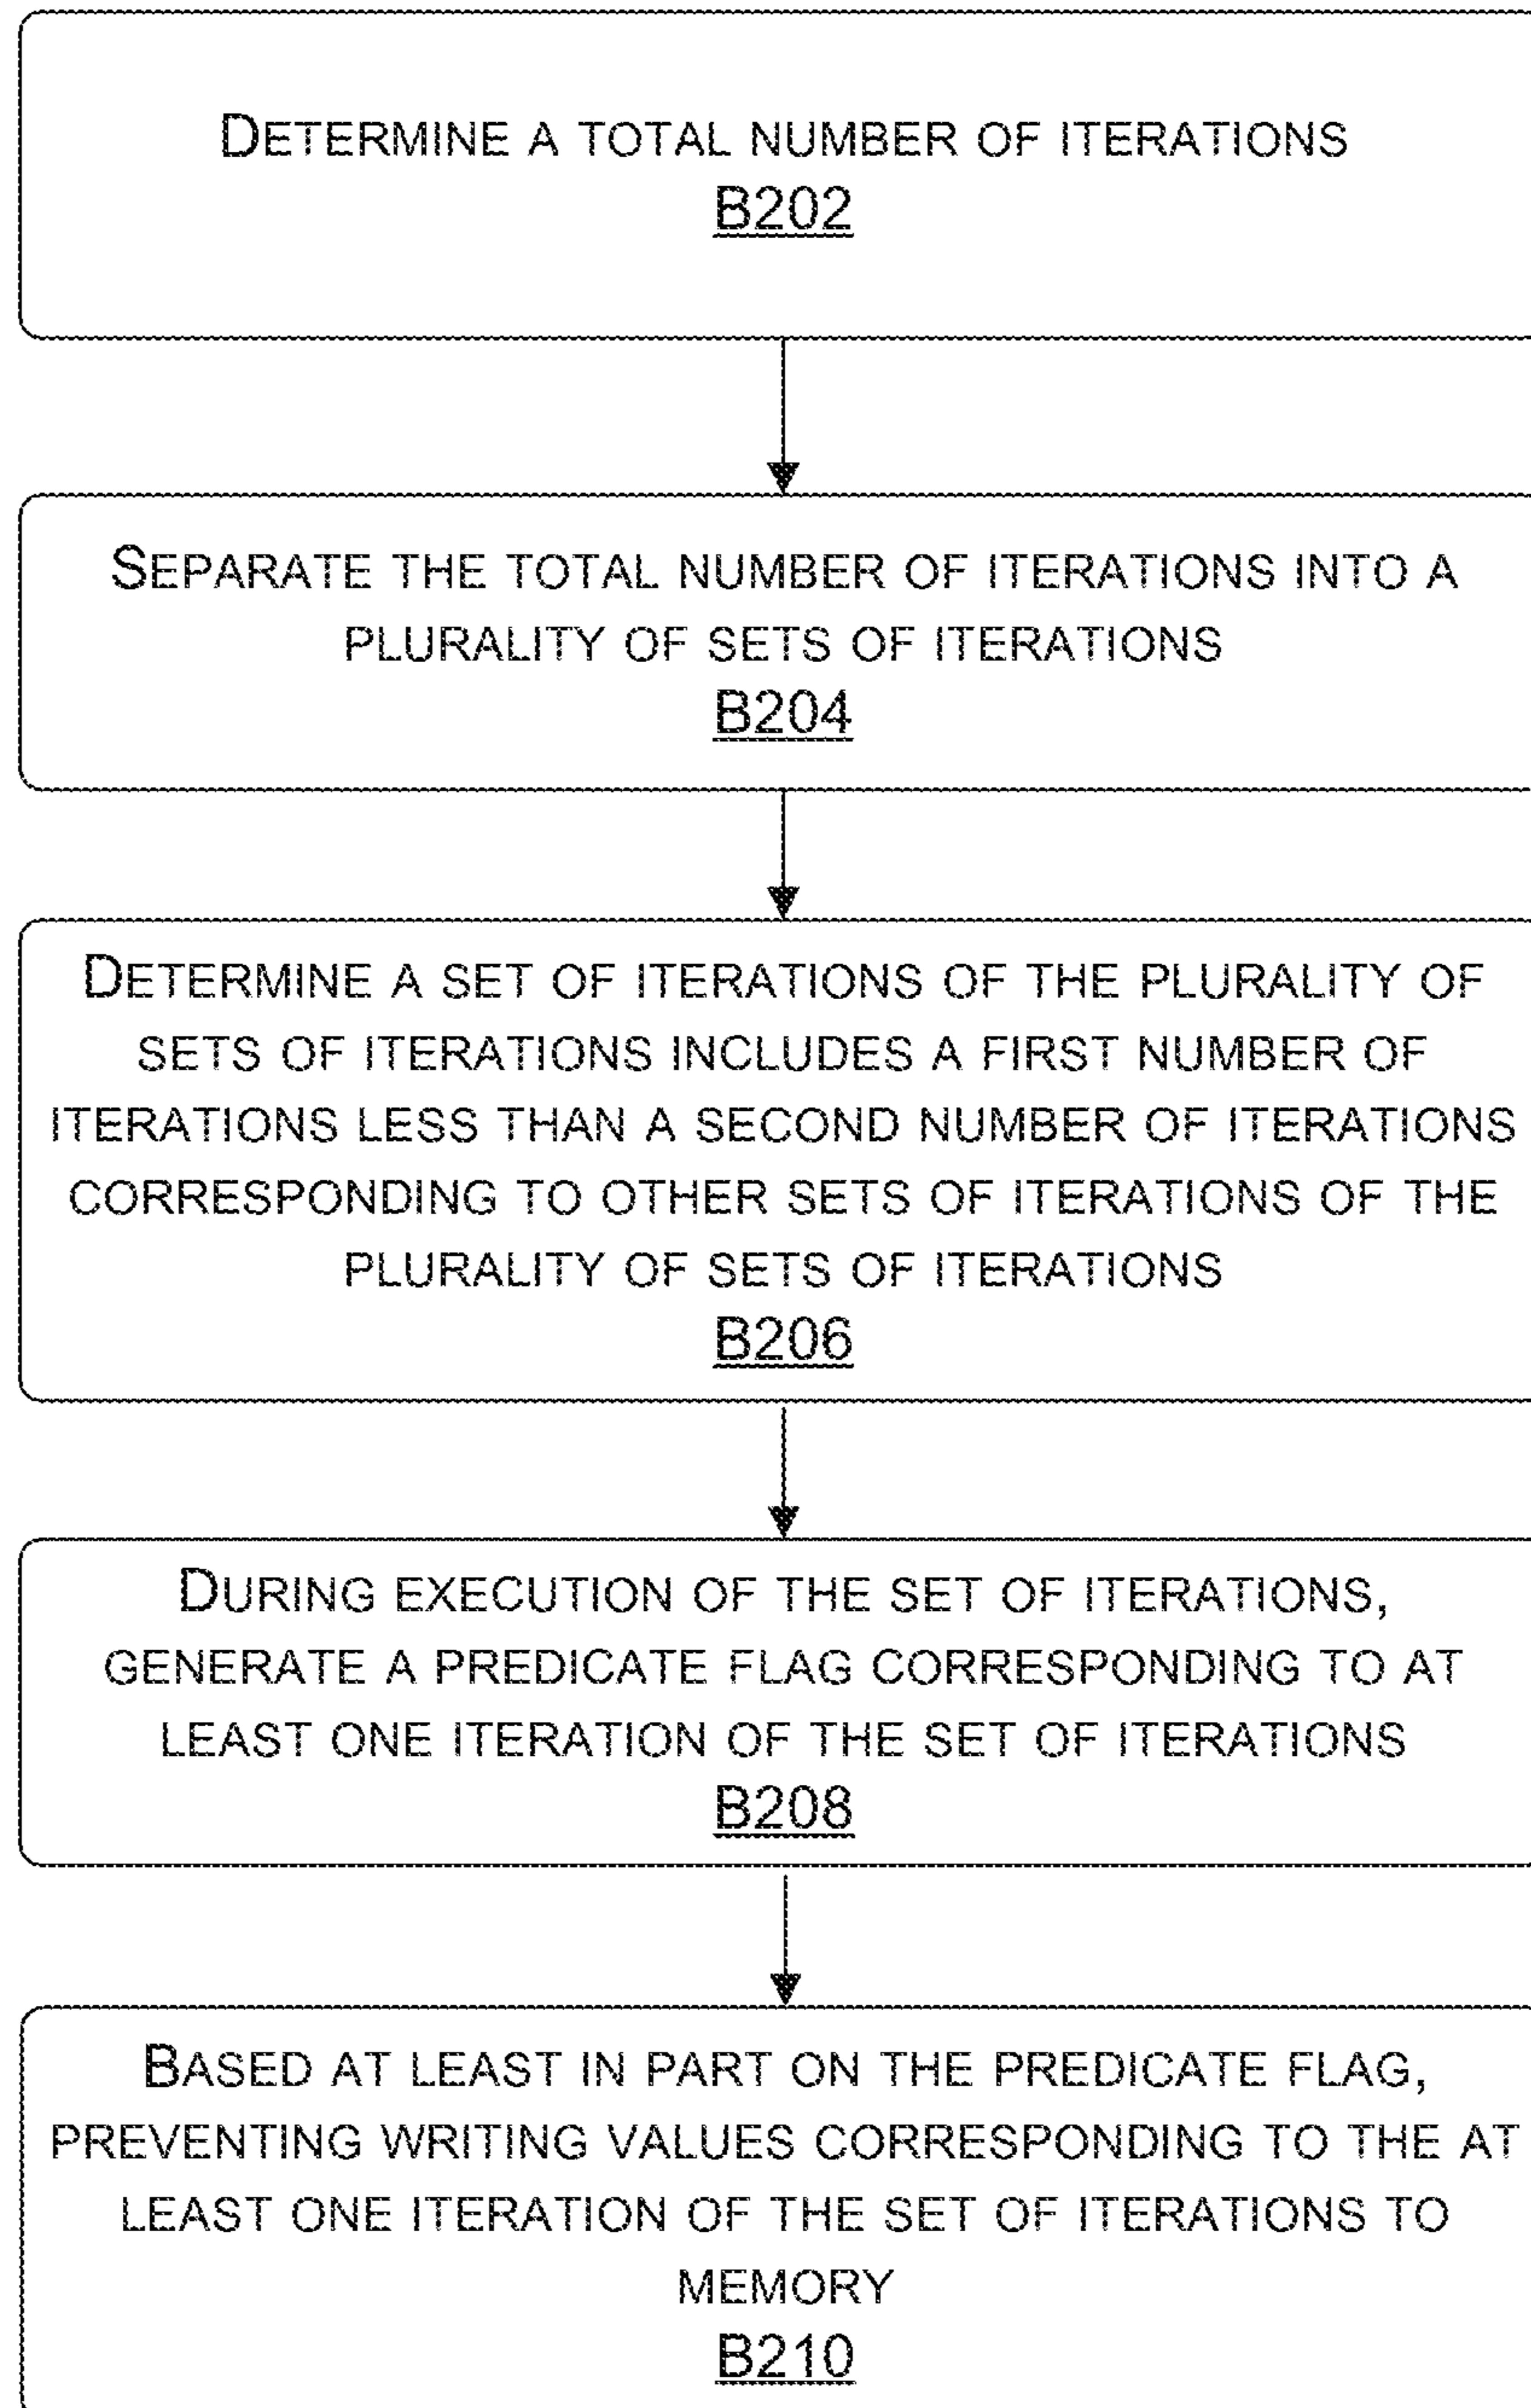 DETERMINE A TOTAL NUMBER OF ITERATIONS
B202
SEPARATE THE TOTAL NUMBER OF ITERATIONS INTO A
PLURALITY OF SETS OF ITERATIONS
B204
DETERMINE A SET OF ITERATIONS OF THE PLURALITY OF
SETS OF ITERATIONS INCLUDES A FIRST NUMBER OF
ITERATIONS LESS THAN A SECOND NUMBER OF ITERATIONS
CORRESPONDING TO OTHER SETS OF ITERATIONS OF THE
PLURALITY OF SETS OF ITERATIONS
B206
DURING EXECUTION OF THE SET OF ITERATIONS,
GENERATE A PREDICATE FLAG CORRESPONDING TO AT
LEAST ONE ITERATION OF THE SET OF ITERATIONS
B208
BASED AT LEAST IN PART ON THE PREDICATE FLAG,
PREVENTING WRITING VALUES CORRESPONDING TO THE AT
LEAST ONE ITERATION OF THE SET OF ITERATIONS TO
MEMORY
B210